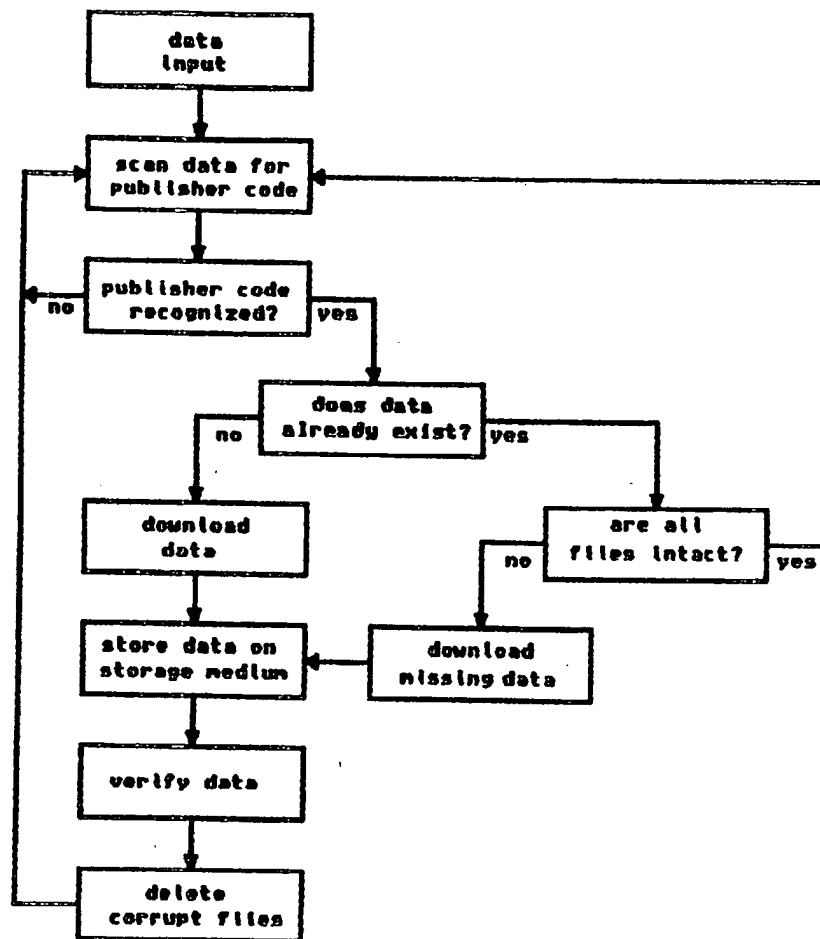 data
input
scan data for
publisher code
publisher code
recognized?
no
yes
does data
already exist?
no
yes
download
data
are all
files intact?
no
yes
store data on
storage medium
download
missing data
verify data
delete
corrupt files